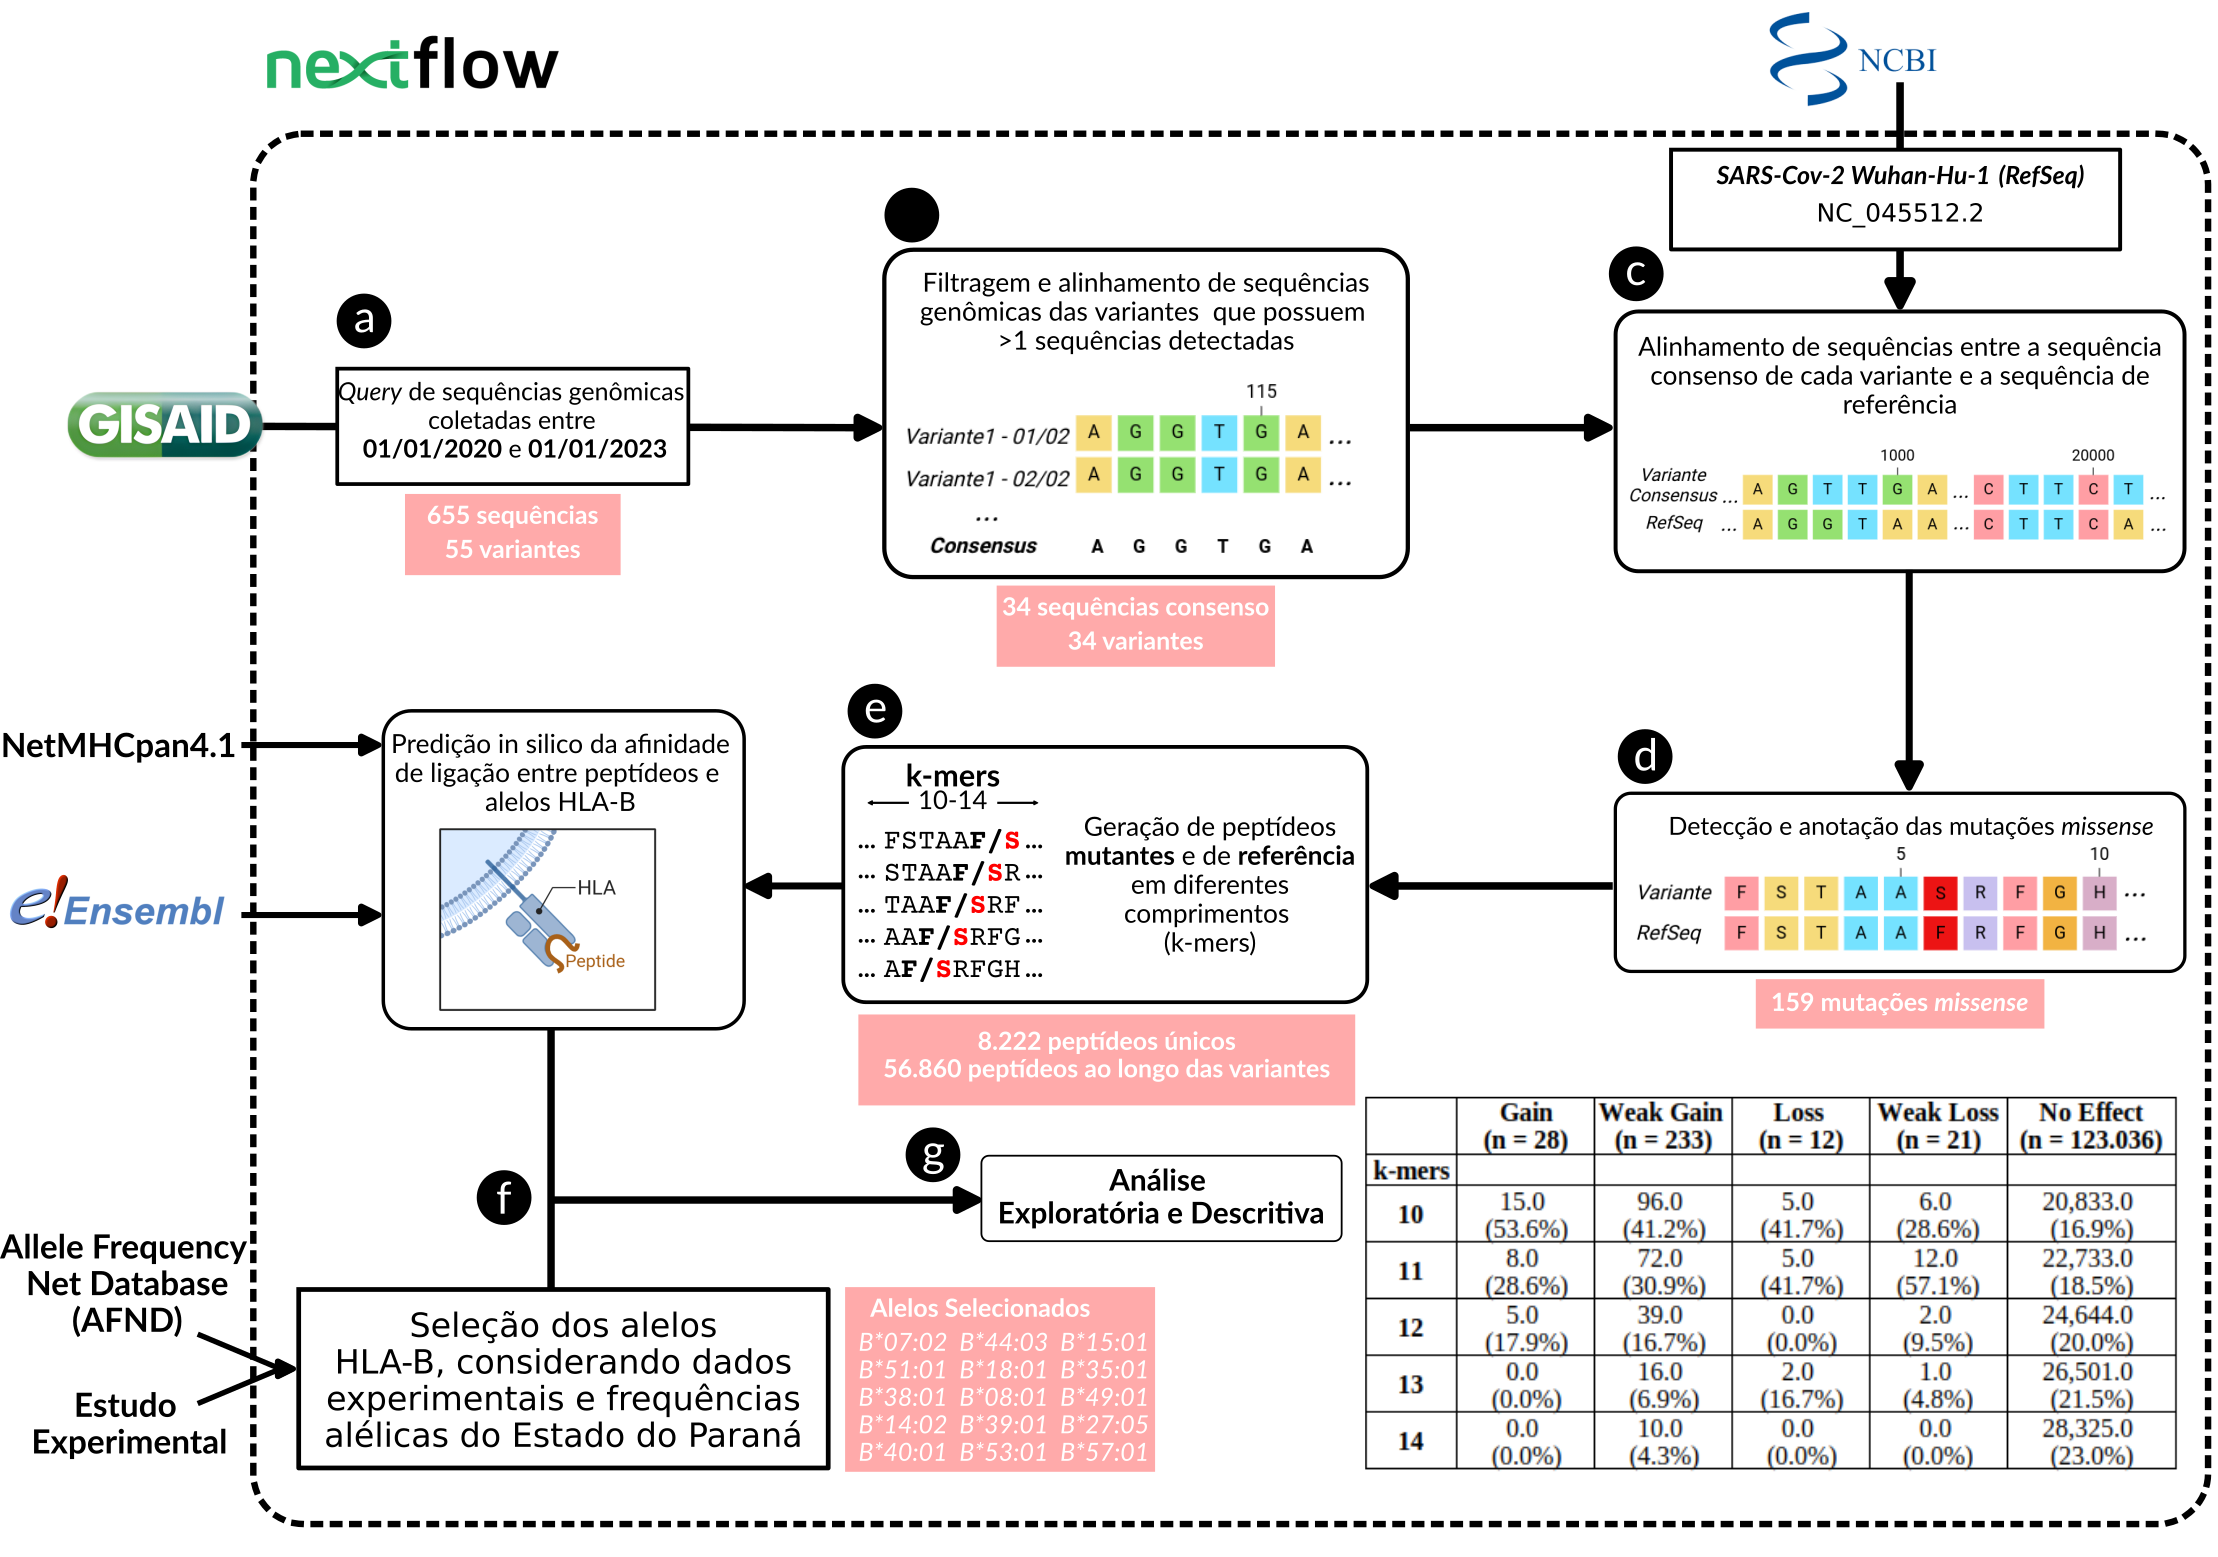 nextflow
NCBI
SARS-Cov-2 Wuhan-Hu-1 (RefSeq)
NC_045512.2
a
GISAID
Query de sequências genômicas
coletadas entre
01/01/2020 e 01/01/2023
655 sequências
55 variantes
Filtragem e alinhamento de sequências
genômicas das variantes que possuem
>1 sequências detectadas
115
Variante1 - 01/02 A G G T G A ...
Variante1 - 02/02 A G G T G A ...
...
Consensus A G G T G A
34 sequências consenso
34 variantes
c
Alinhamento de sequências entre a sequência
consenso de cada variante e a sequência de
referência
1000 20000
Variante
Consensus ... A G T T G A ... C T T C T ...
RefSeq ... A G G T A A ... C T T C A ...
d
Detecção e anotação das mutações missense
5 10
Variante F S T A A S R F G H ...
RefSeq F S T A A F R F G H ...
159 mutações missense
e
k-mers
10-14
... FSTAAF/S ...
... STAAF/SR ...
... TAAF/SRF ...
... AAF/SRFG ...
... AF/SRFGH ...
Geração de peptídeos
mutantes e de referência
em diferentes
comprimentos
(k-mers)
8.222 peptídeos únicos
56.860 peptídeos ao longo das variantes
NetMHCpan4.1
e!Ensembl
Predição in silico da afinidade
de ligação entre peptídeos e
alelos HLA-B
HLA
Peptide
f
g
Análise
Exploratória e Descritiva
Allele Frequency
Net Database
(AFND)
Estudo
Experimental
Seleção dos alelos
HLA-B, considerando dados
experimentais e frequências
alélicas do Estado do Paraná
Alelos Selecionados
B*07:02 B*44:03 B*15:01
B*51:01 B*18:01 B*35:01
B*38:01 B*08:01 B*49:01
B*14:02 B*39:01 B*27:05
B*40:01 B*53:01 B*57:01
Gain Weak Gain Loss Weak Loss No Effect
(n = 28) (n = 233) (n = 12) (n = 21) (n = 123.036)
k-mers
10 15.0 96.0 5.0 6.0 20,833.0
(53.6%) (41.2%) (41.7%) (28.6%) (16.9%)
11 8.0 72.0 5.0 12.0 22,733.0
(28.6%) (30.9%) (41.7%) (57.1%) (18.5%)
12 5.0 39.0 0.0 2.0 24,644.0
(17.9%) (16.7%) (0.0%) (9.5%) (20.0%)
13 0.0 16.0 2.0 1.0 26,501.0
(0.0%) (6.9%) (16.7%) (4.8%) (21.5%)
14 0.0 10.0 0.0 0.0 28,325.0
(0.0%) (4.3%) (0.0%) (0.0%) (23.0%)